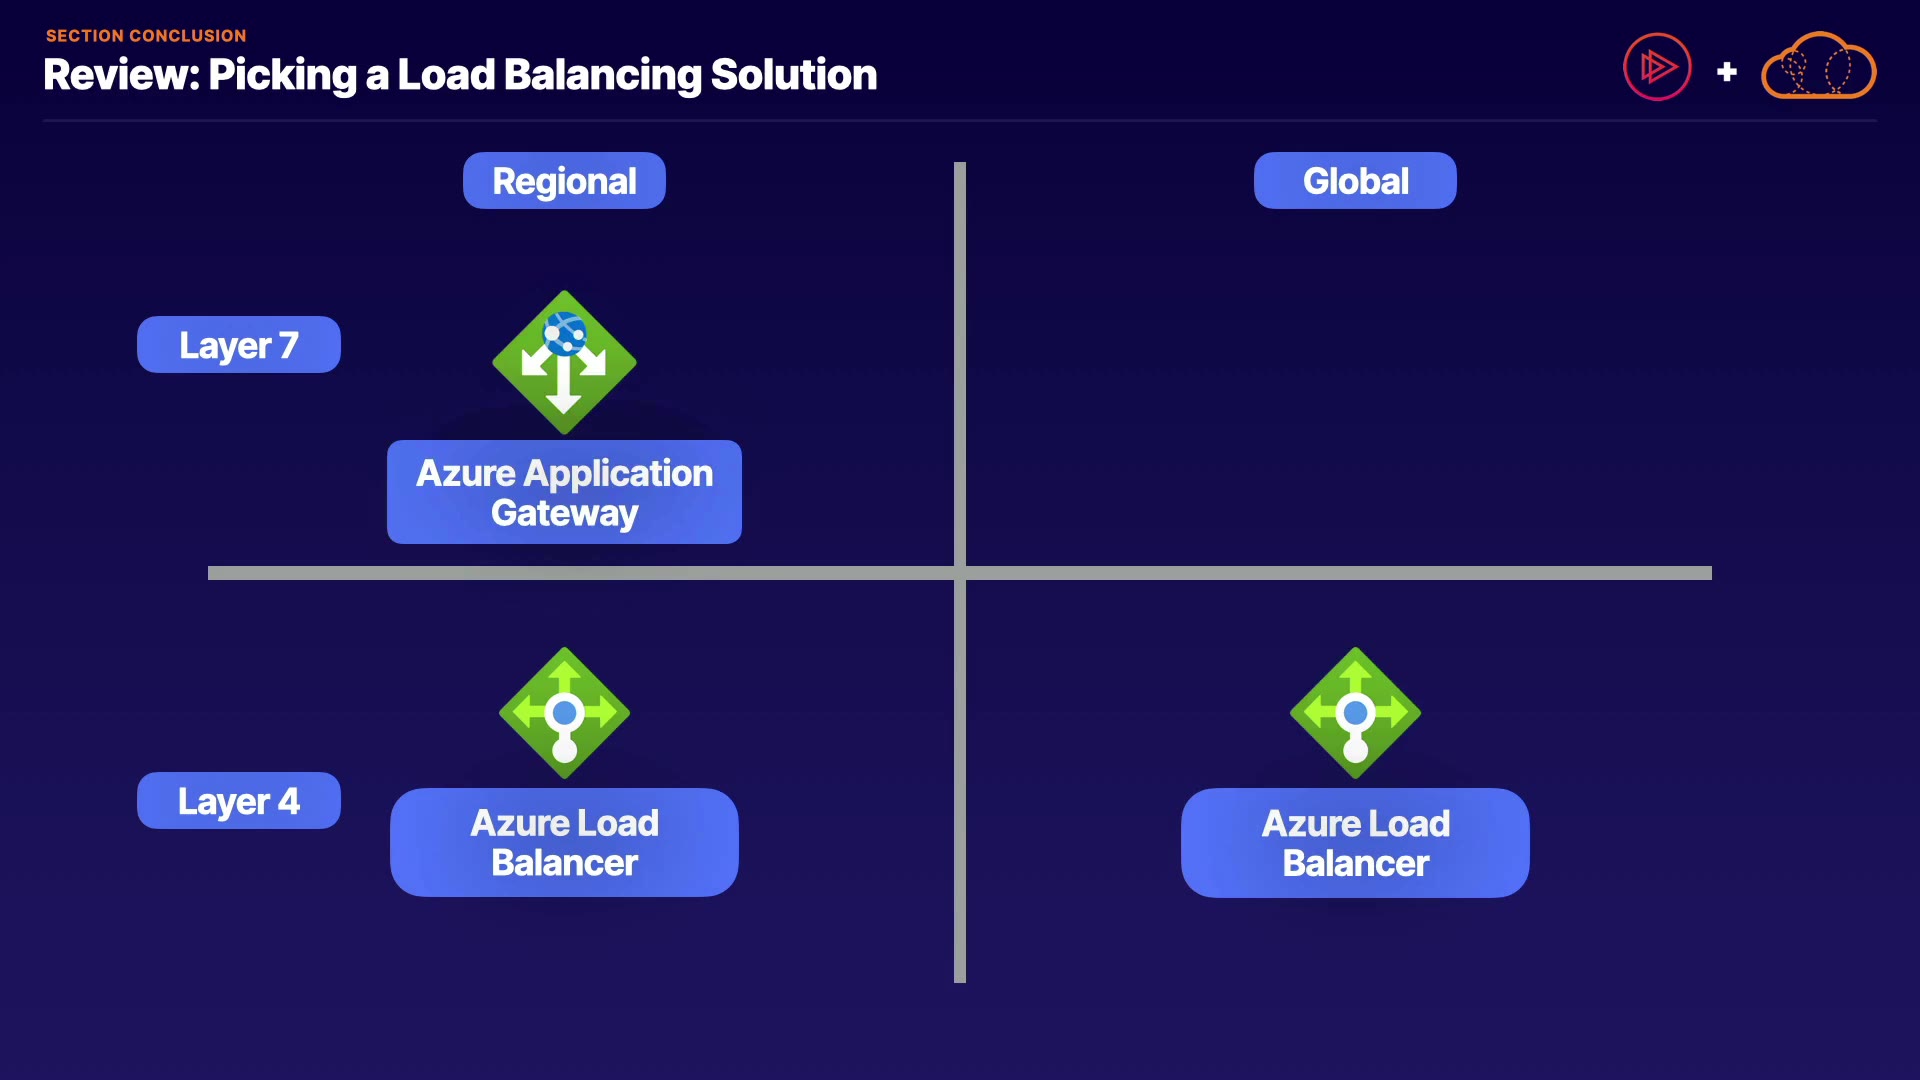 SECTION CONCLUSION
Review: Picking a Load Balancing Solution
Regional
Global
Layer 7
Azure Application
Gateway
Layer 4
Azure Load
Balancer
Azure Load
Balancer